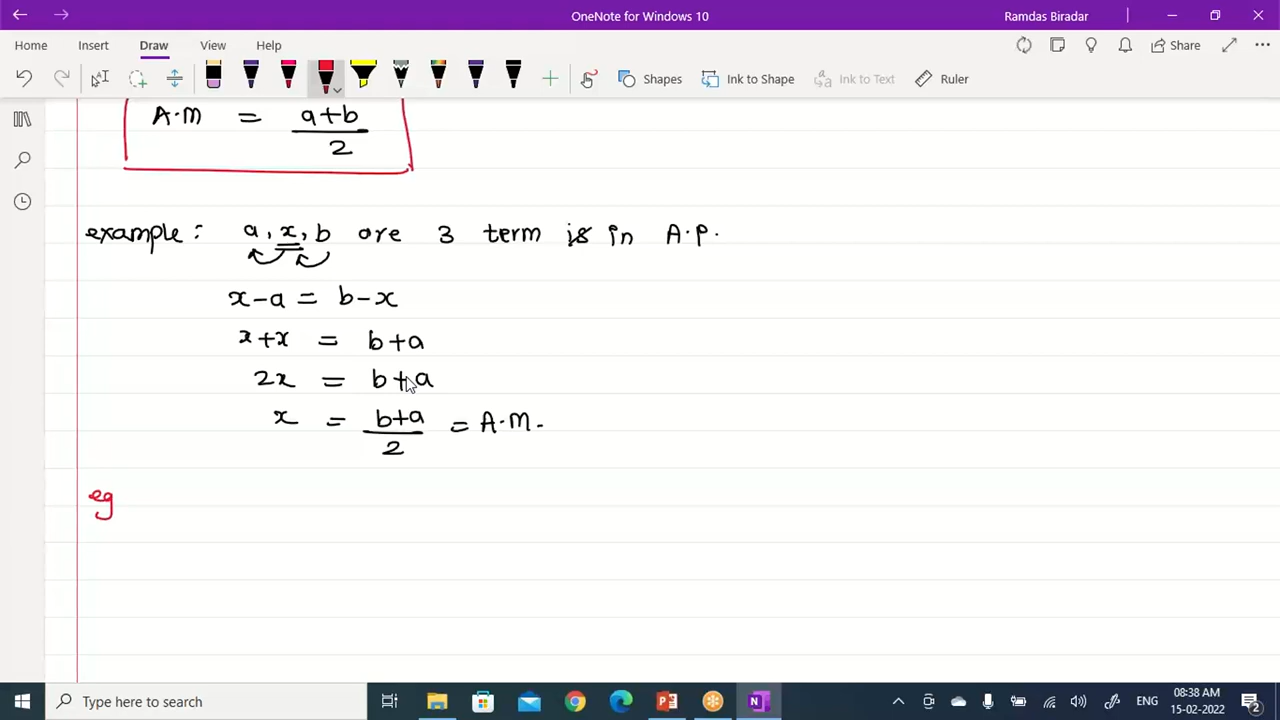 OneNote for Windows 10
Ramdas Biradar
Home Insert Draw View Help
Share
Shapes Ink to Shape Ink to Text Ruler
A.M = a+b
2
example: a, x, b are 3 term is in A.P.
x-a = b-x
x+x = b+a
2x = b+a
x = b+a = A.M.
2
eg
Type here to search
ENG
08:38 AM
15-02-2022
2